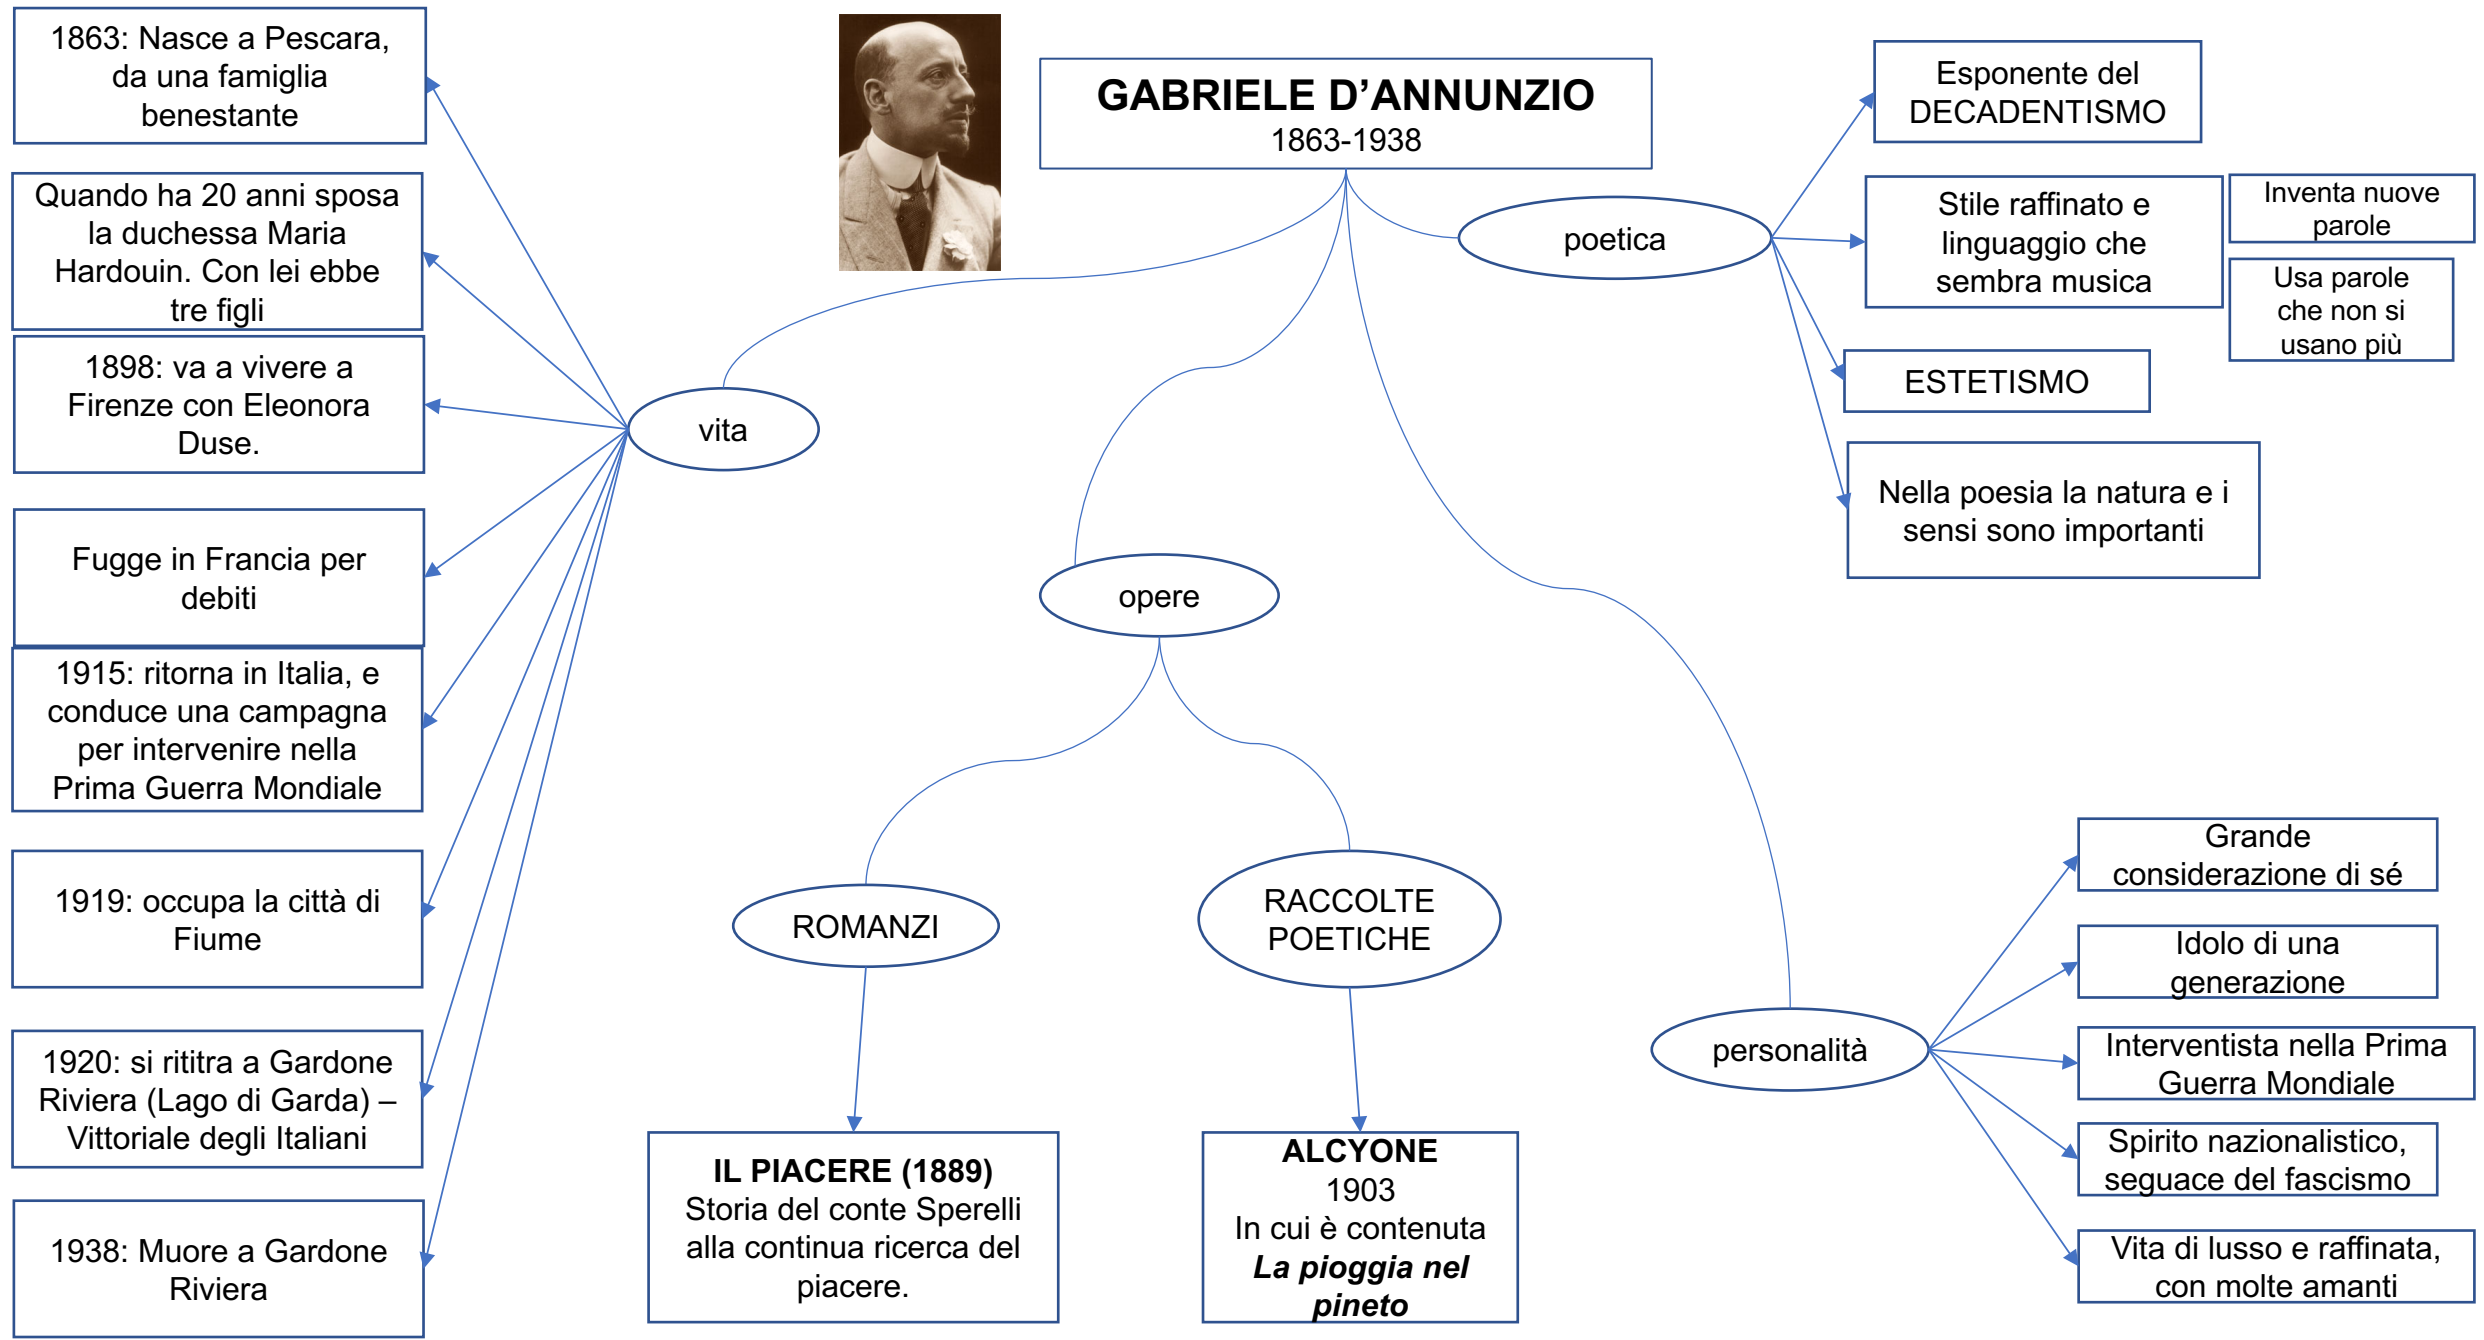 GABRIELE D’ANNUNZIO
1863-1938
vita
1863: Nasce a Pescara,
da una famiglia
benestante
Quando ha 20 anni sposa
la duchessa Maria
Hardouin. Con lei ebbe
tre figli
1898: va a vivere a
Firenze con Eleonora
Duse.
Fugge in Francia per
debiti
1915: ritorna in Italia, e
conduce una campagna
per intervenire nella
Prima Guerra Mondiale
1919: occupa la città di
Fiume
1920: si rititra a Gardone
Riviera (Lago di Garda) –
Vittoriale degli Italiani
1938: Muore a Gardone
Riviera
opere
ROMANZI
IL PIACERE (1889)
Storia del conte Sperelli
alla continua ricerca del
piacere.
RACCOLTE
POETICHE
ALCYONE
1903
In cui è contenuta
La pioggia nel
pineto
poetica
Esponente del
DECADENTISMO
Stile raffinato e
linguaggio che
sembra musica
Inventa nuove
parole
Usa parole
che non si
usano più
ESTETISMO
Nella poesia la natura e i
sensi sono importanti
personalità
Grande
considerazione di sé
Idolo di una
generazione
Interventista nella Prima
Guerra Mondiale
Spirito nazionalistico,
seguace del fascismo
Vita di lusso e raffinata,
con molte amanti